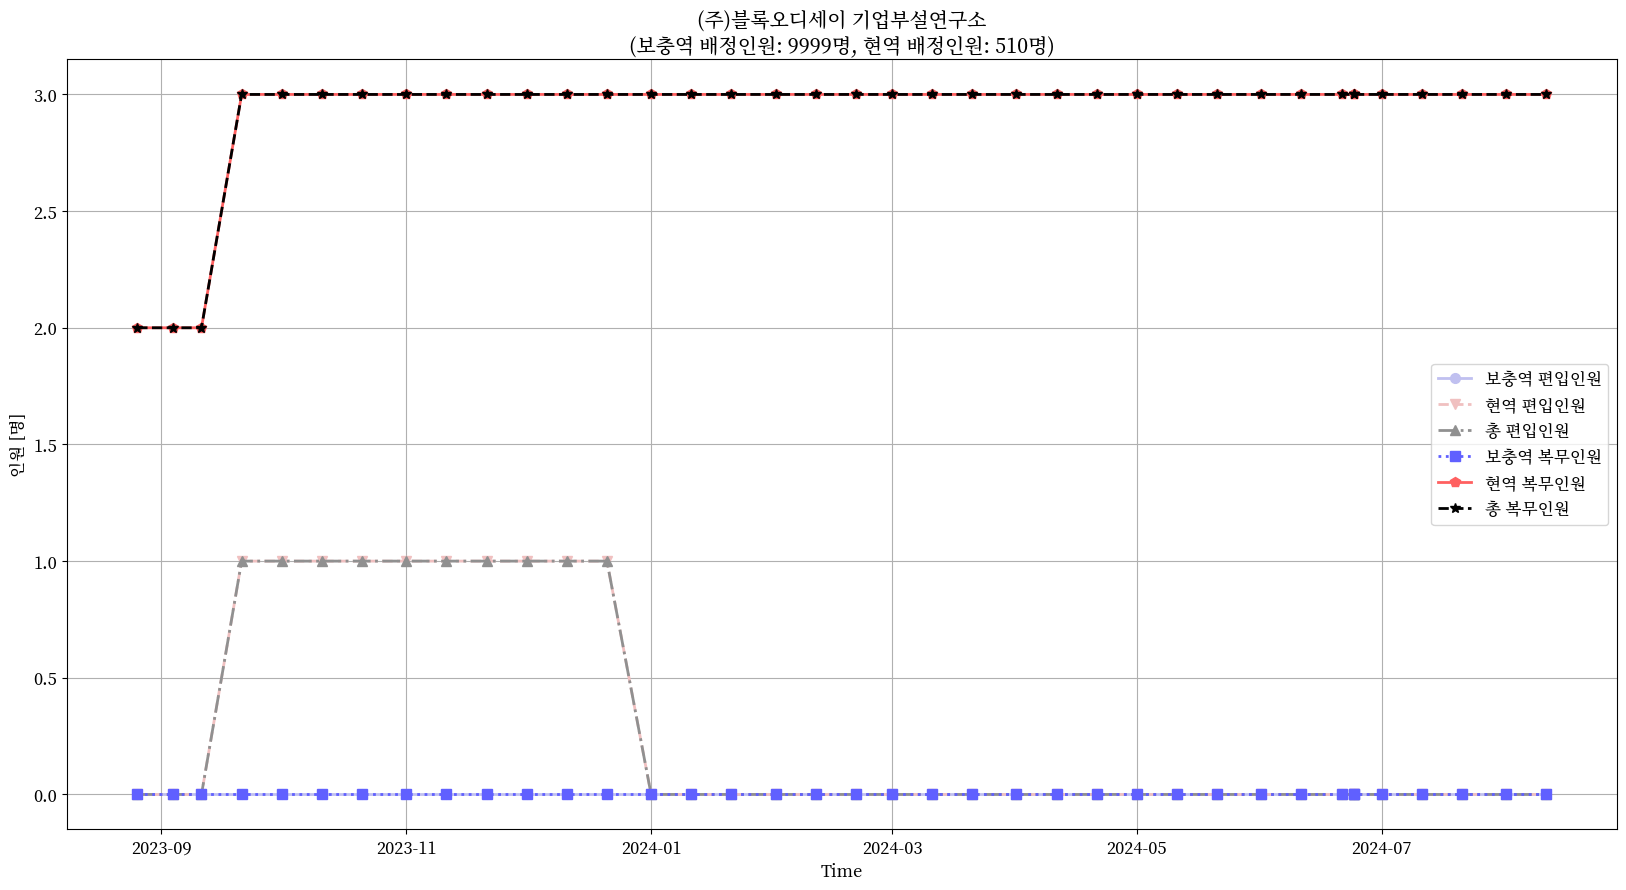 (주)블록오디세이 기업부설연구소
(보충역 배정인원: 9999명, 현역 배정인원: 510명)
3.0
2.5
2.0
1.5
1.0
0.5
0.0
인원 [명]
보충역 편입인원
현역 편입인원
총 편입인원
보충역 복무인원
현역 복무인원
총 복무인원
2023-09
2023-11
2024-01
2024-03
2024-05
2024-07
Time